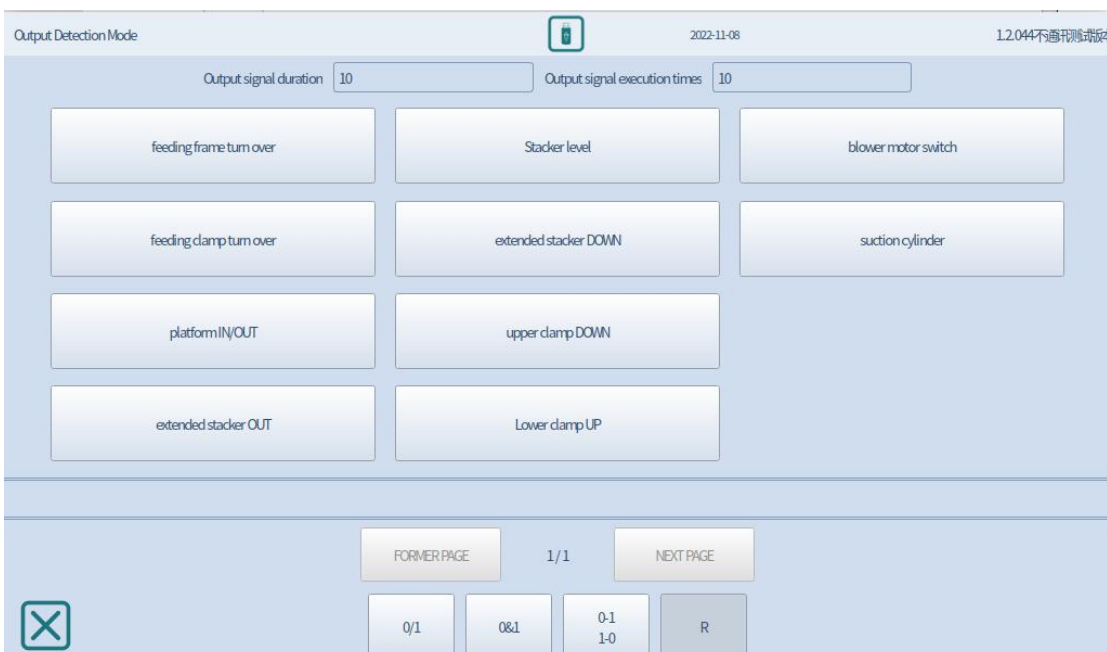 Output Detection Mode
2022-11-08
1.2.044不通讯测试版本
Output signal duration 10
Output signal execution times 10
feeding frame turn over
Stacker level
blower motor switch
feeding clamp turn over
extended stacker DOWN
suction cylinder
platform IN/OUT
upper clamp DOWN
extended stacker OUT
Lower clamp UP
FORMER PAGE
1/1
NEXT PAGE
0/1
0&1
0-1
1-0
R